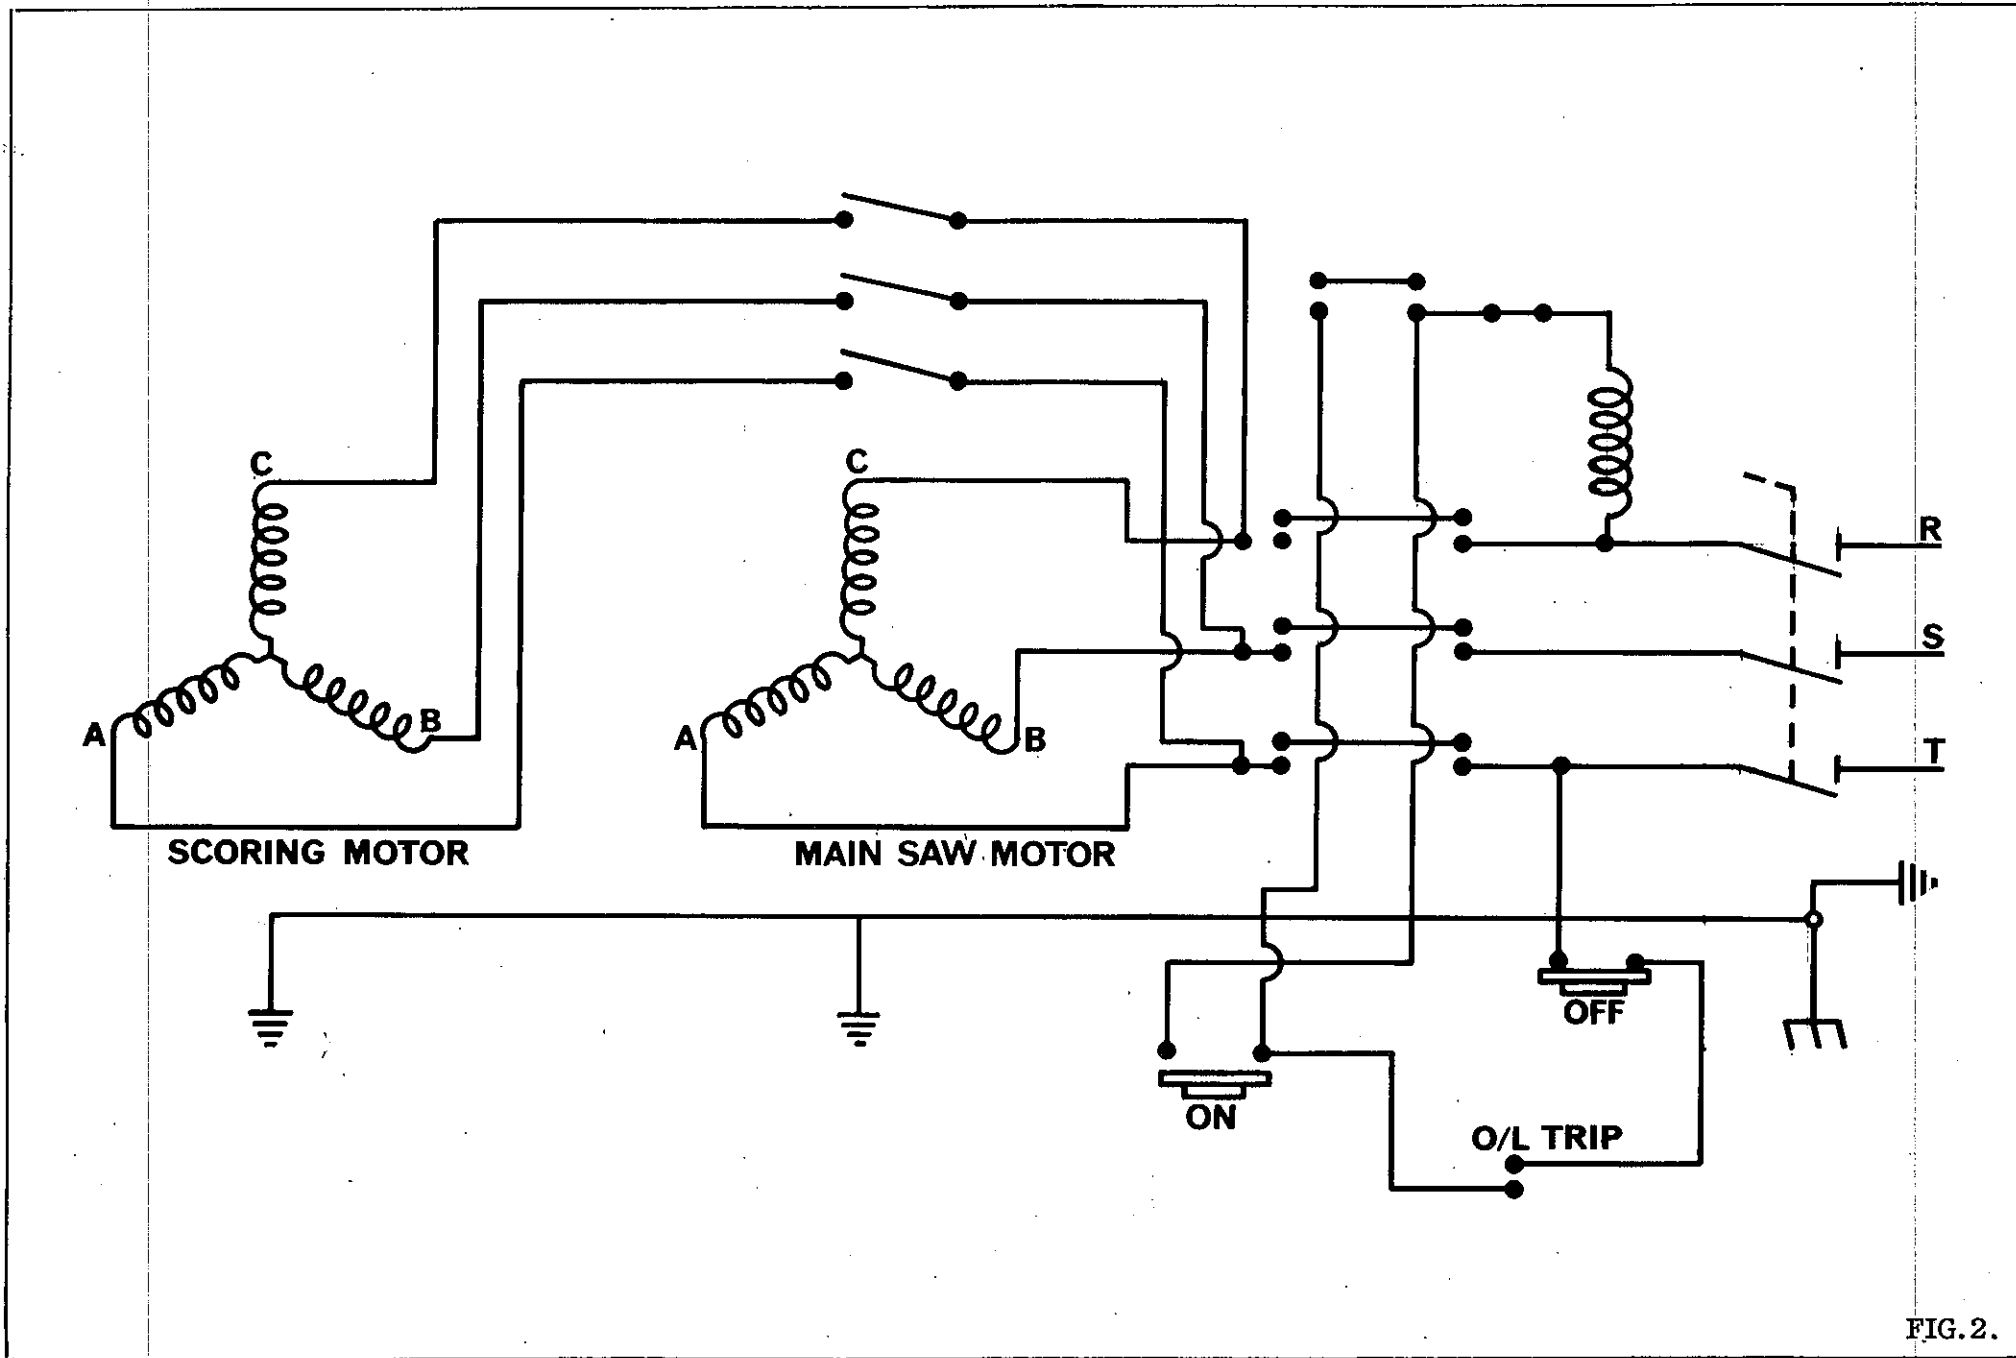 C
C
R
S
A
B
A
B
T
SCORING MOTOR
MAIN SAW MOTOR
OFF
ON
O/L TRIP
FIG.2.